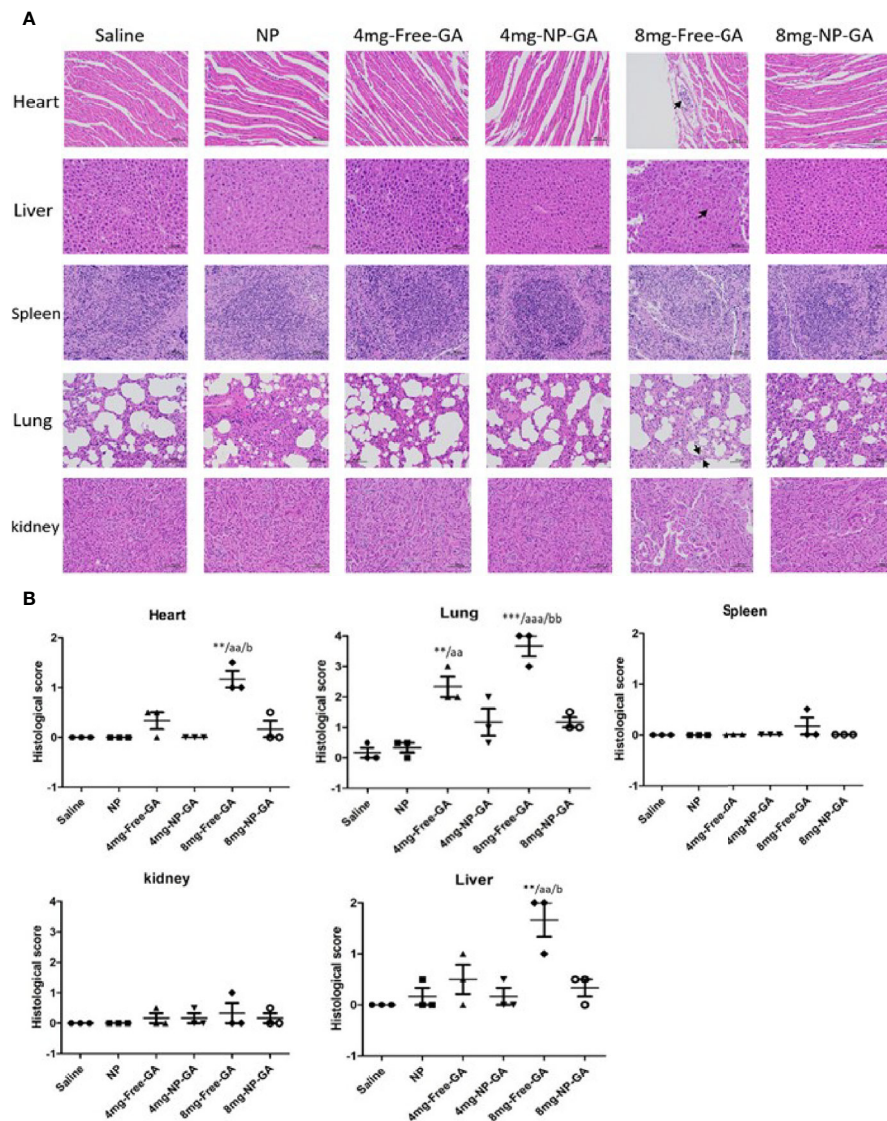 A
Saline NP 4mg-Free-GA 4mg-NP-GA 8mg-Free-GA 8mg-NP-GA
Heart
Liver
Spleen
Lung
kidney
B
Heart
Histological score
2
1
0
-1
**/aa/b
Saline NP 4mg-Free-GA 4mg-NP-GA 8mg-Free-GA 8mg-NP-GA
Lung
Histological score
4
3
2
1
0
-1
**/aa
***/aaa/bb
Saline NP 4mg-Free-GA 4mg-NP-GA 8mg-Free-GA 8mg-NP-GA
Spleen
Histological score
2
1
0
-1
Saline NP 4mg-Free-GA 4mg-NP-GA 8mg-Free-GA 8mg-NP-GA
kidney
Histological score
4
3
2
1
0
-1
Saline NP 4mg-Free-GA 4mg-NP-GA 8mg-Free-GA 8mg-NP-GA
Liver
Histological score
2
1
0
-1
**/aa/b
Saline NP 4mg-Free-GA 4mg-NP-GA 8mg-Free-GA 8mg-NP-GA